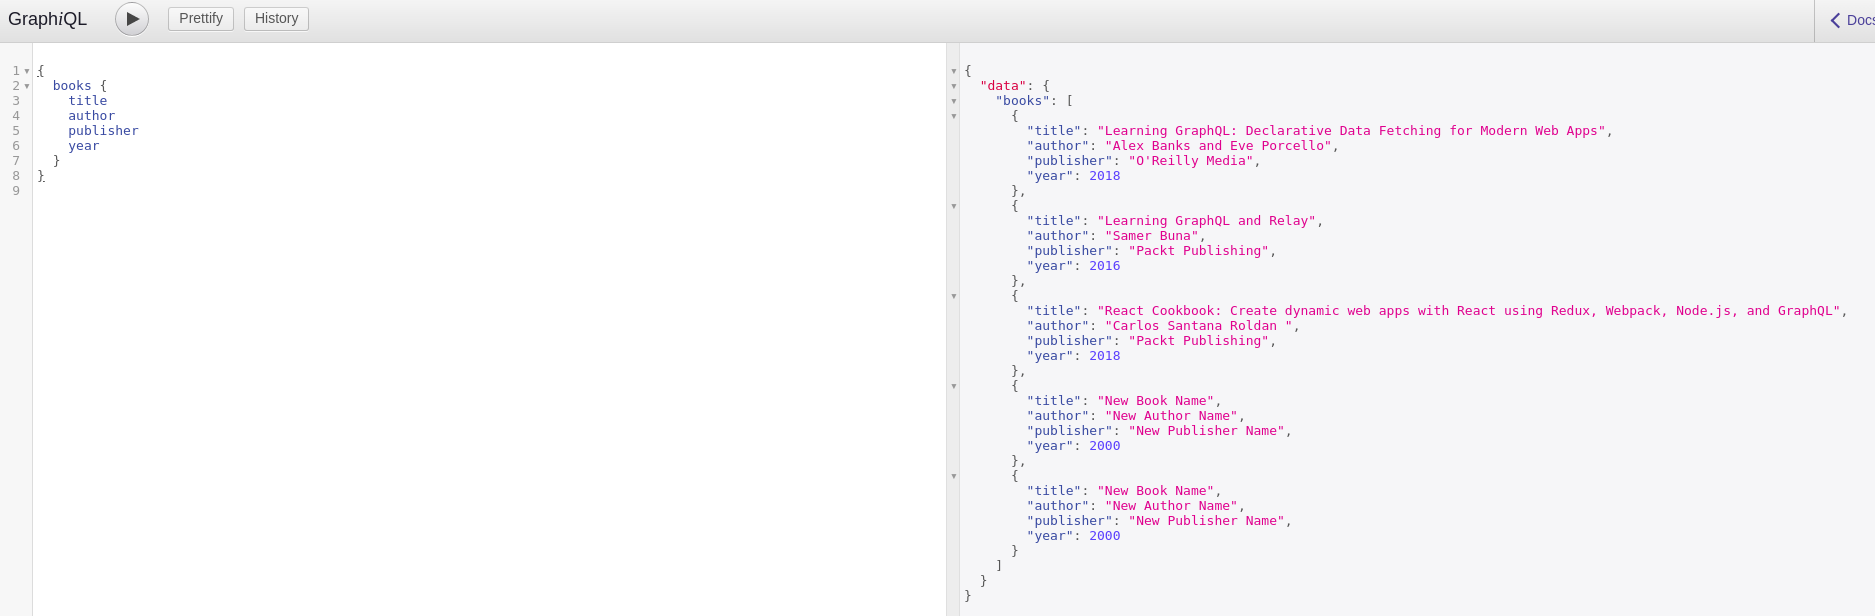 GraphiQL Prettify History Docs
1 {
2   books {
3     title
4     author
5     publisher
6     year
7   }
8 }
9
{
  "data": {
    "books": [
      {
        "title": "Learning GraphQL: Declarative Data Fetching for Modern Web Apps",
        "author": "Alex Banks and Eve Porcello",
        "publisher": "O'Reilly Media",
        "year": 2018
      },
      {
        "title": "Learning GraphQL and Relay",
        "author": "Samer Buna",
        "publisher": "Packt Publishing",
        "year": 2016
      },
      {
        "title": "React Cookbook: Create dynamic web apps with React using Redux, Webpack, Node.js, and GraphQL",
        "author": "Carlos Santana Roldan ",
        "publisher": "Packt Publishing",
        "year": 2018
      },
      {
        "title": "New Book Name",
        "author": "New Author Name",
        "publisher": "New Publisher Name",
        "year": 2000
      },
      {
        "title": "New Book Name",
        "author": "New Author Name",
        "publisher": "New Publisher Name",
        "year": 2000
      }
    ]
  }
}